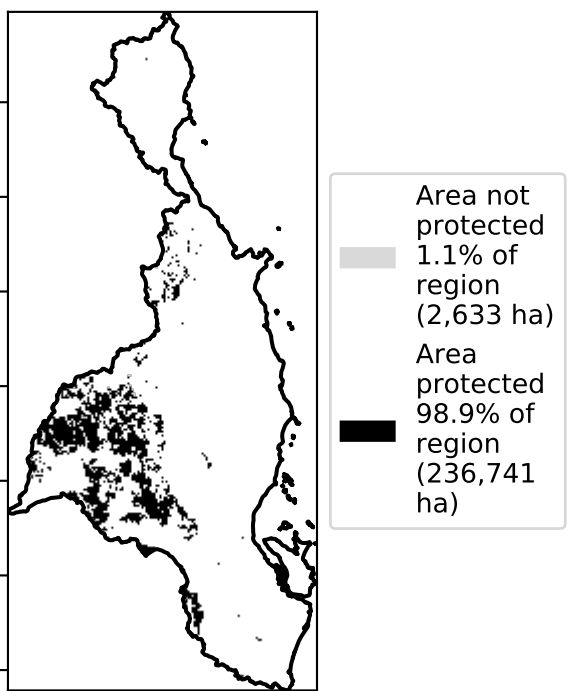 Area not
protected
1.1% of
region
(2,633 ha)
Area
protected
98.9% of
region
(236,741
ha)